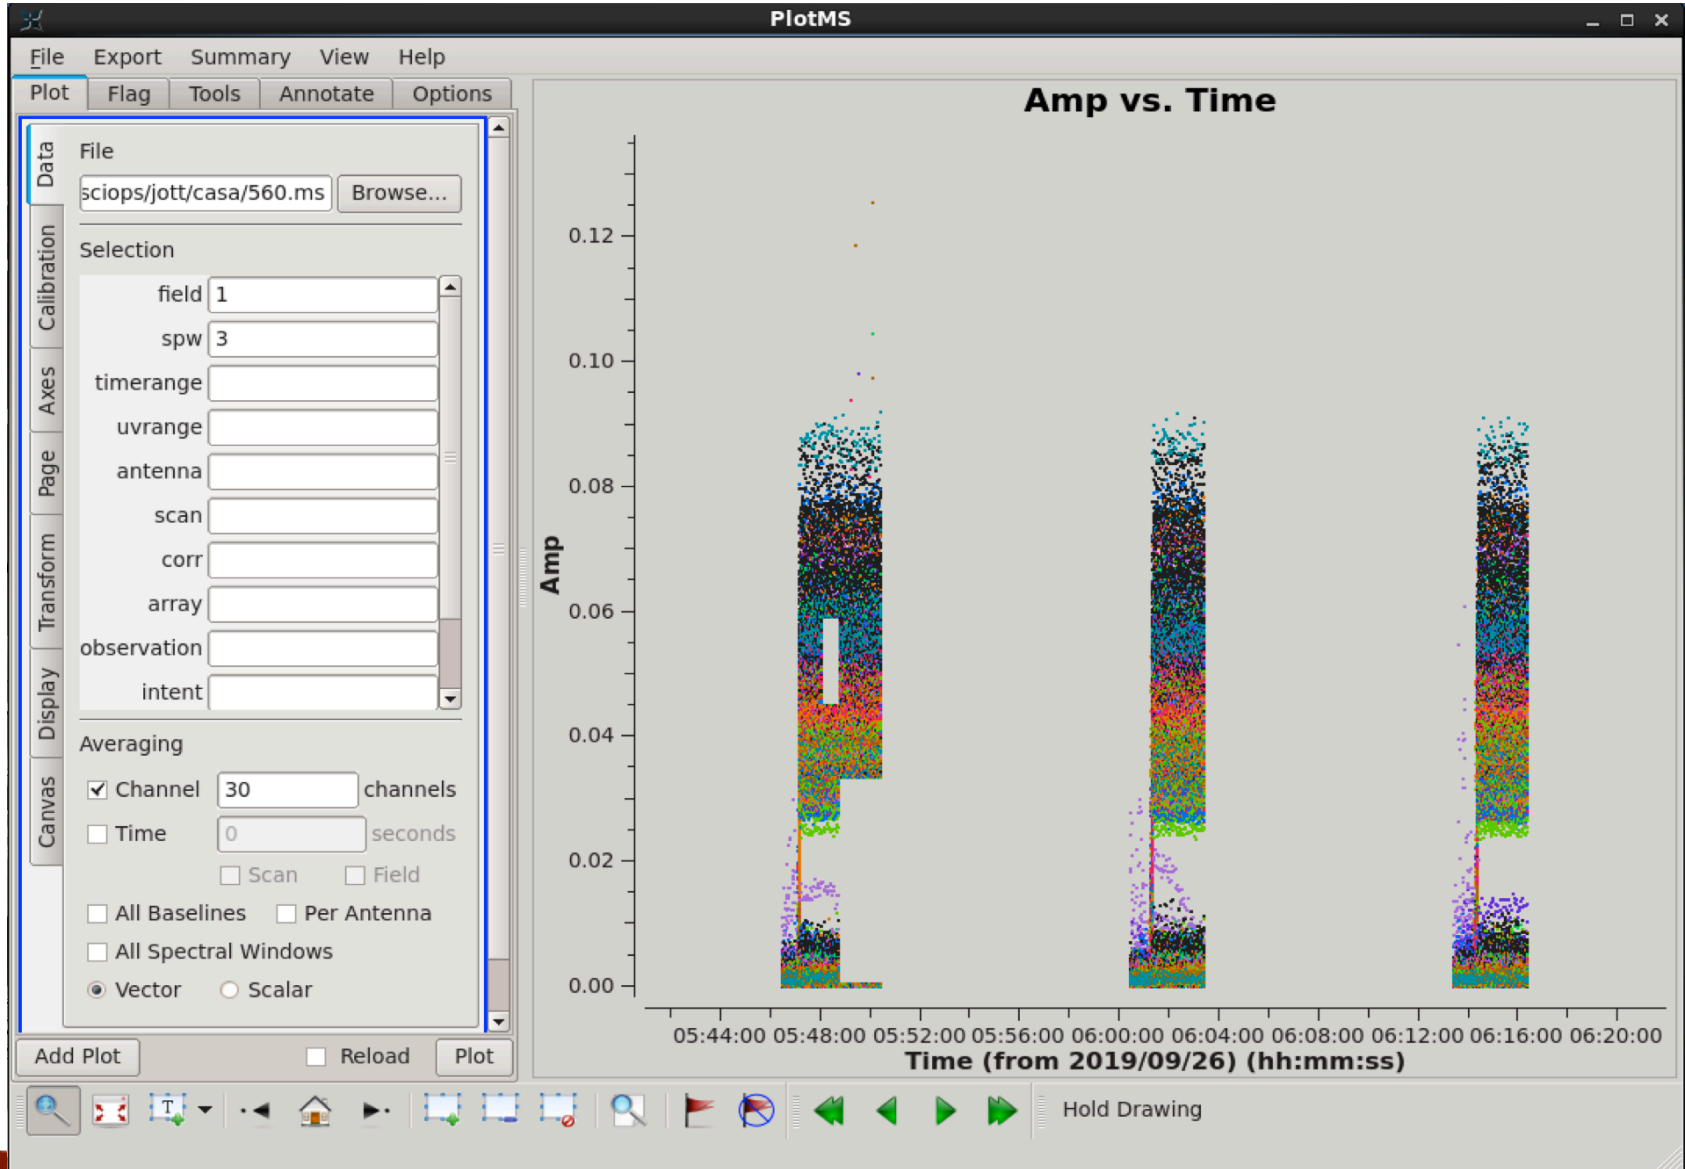 PlotMS
File Export Summary View Help
Plot Flag Tools Annotate Options
Data
Calibration
Axes
Page
Transform
Display
Canvas
File
sciops/jott/casa/560.ms Browse...
Selection
field 1
spw 3
timerange
uvrange
antenna
scan
corr
array
observation
intent
Averaging
Channel 30 channels
Time 0 seconds
Scan Field
All Baselines Per Antenna
All Spectral Windows
Vector Scalar
Add Plot Reload Plot
Amp vs. Time
Amp
0.12
0.10
0.08
0.06
0.04
0.02
0.00
05:44:00 05:48:00 05:52:00 05:56:00 06:00:00 06:04:00 06:08:00 06:12:00 06:16:00 06:20:00
Time (from 2019/09/26) (hh:mm:ss)
T
Hold Drawing